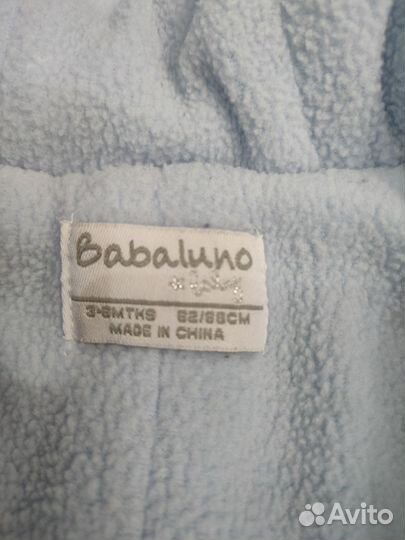 Babaluno
3-6MTHS 62/68CM
MADE IN CHINA
Avito